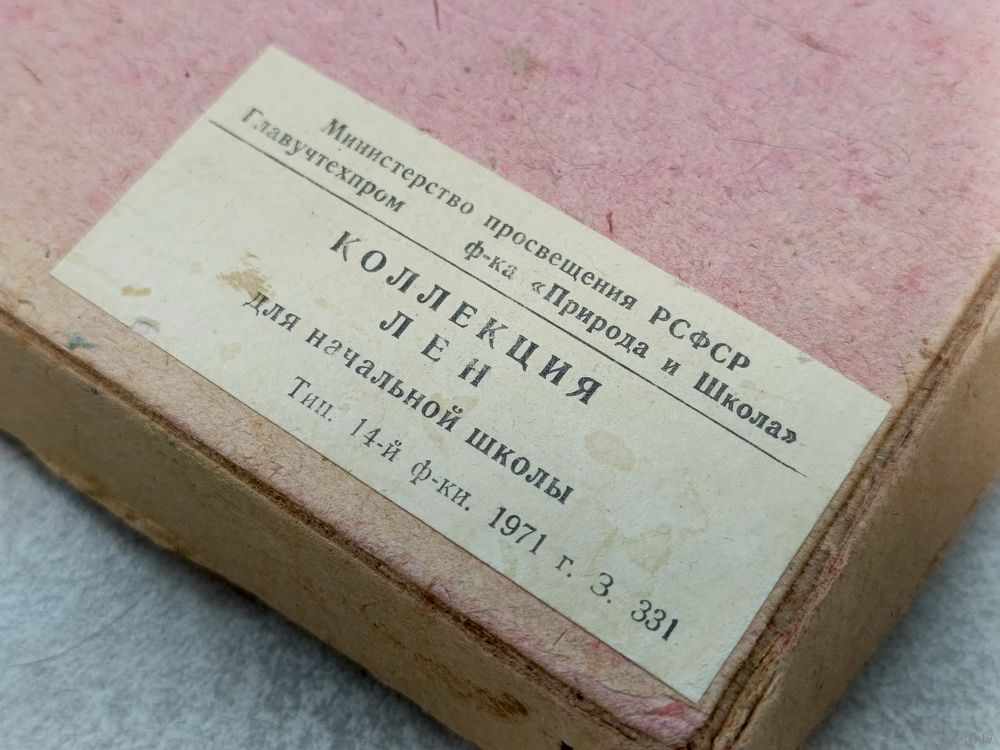 Министерство просвещения РСФСР
Главучтехпром ф-ка «Природа и Школа»
КОЛЛЕКЦИЯ
ЛЕН
для начальной школы
Тип. 14-й ф-ки. 1971 г. З. 331